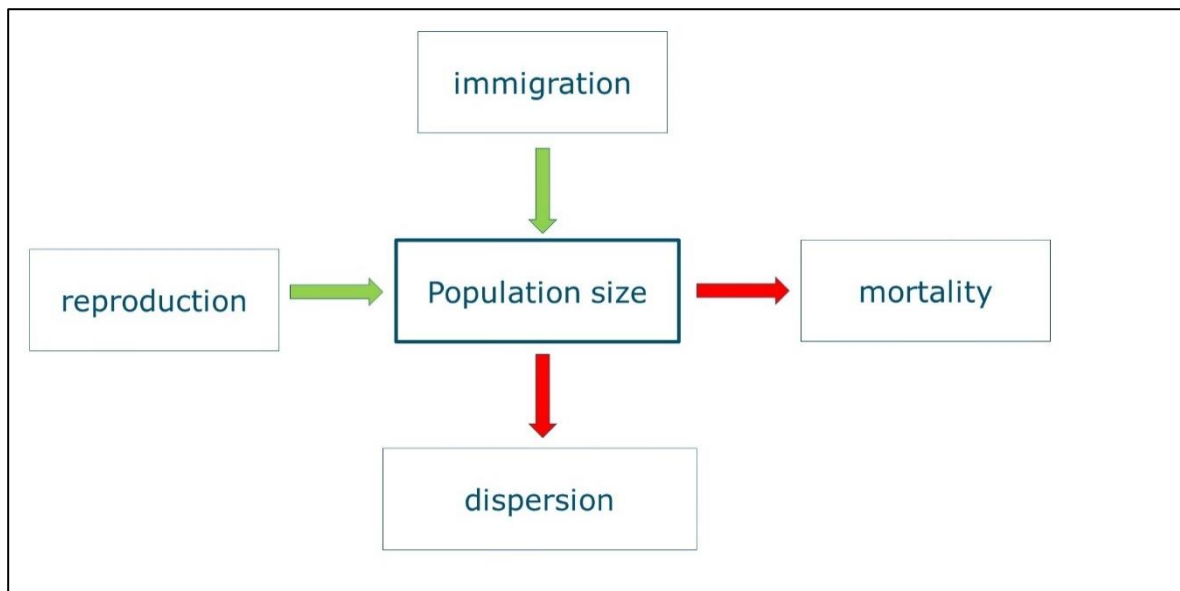 immigration
reproduction
Population size
mortality
dispersion